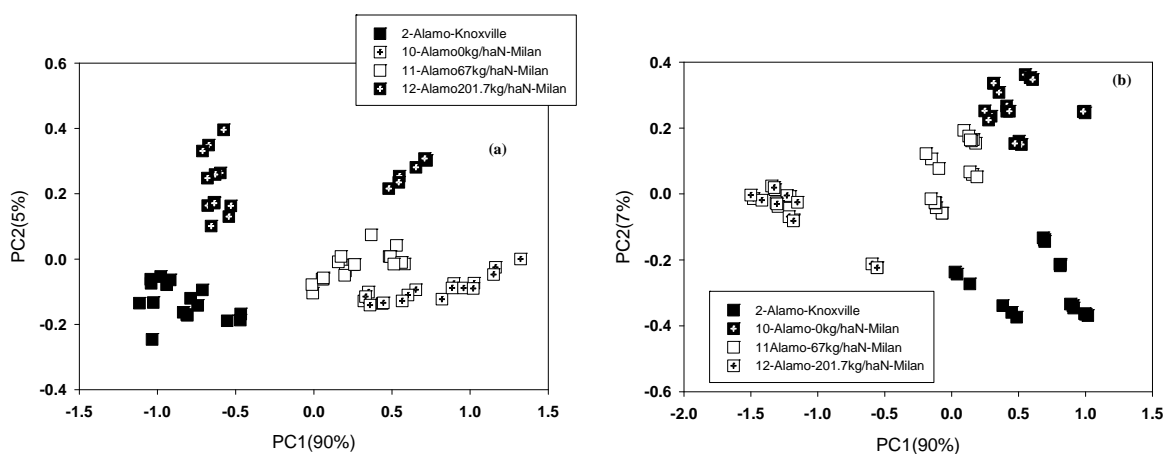 2-Alamo-Knoxville
10-Alamo0kg/haN-Milan
11-Alamo67kg/haN-Milan
12-Alamo201.7kg/haN-Milan
(a)
PC2(5%)
0.6
0.4
0.2
0.0
-0.2
-0.4
-1.5
-1.0
-0.5
0.0
0.5
1.0
1.5
PC1(90%)
(b)
PC2(7%)
0.4
0.2
0.0
-0.2
-0.4
-0.6
2-Alamo-Knoxville
10-Alamo-0kg/haN-Milan
11Alamo-67kg/haN-Milan
12-Alamo-201.7kg/haN-Milan
-2.0
-1.5
-1.0
-0.5
0.0
0.5
1.0
1.5
PC1(90%)